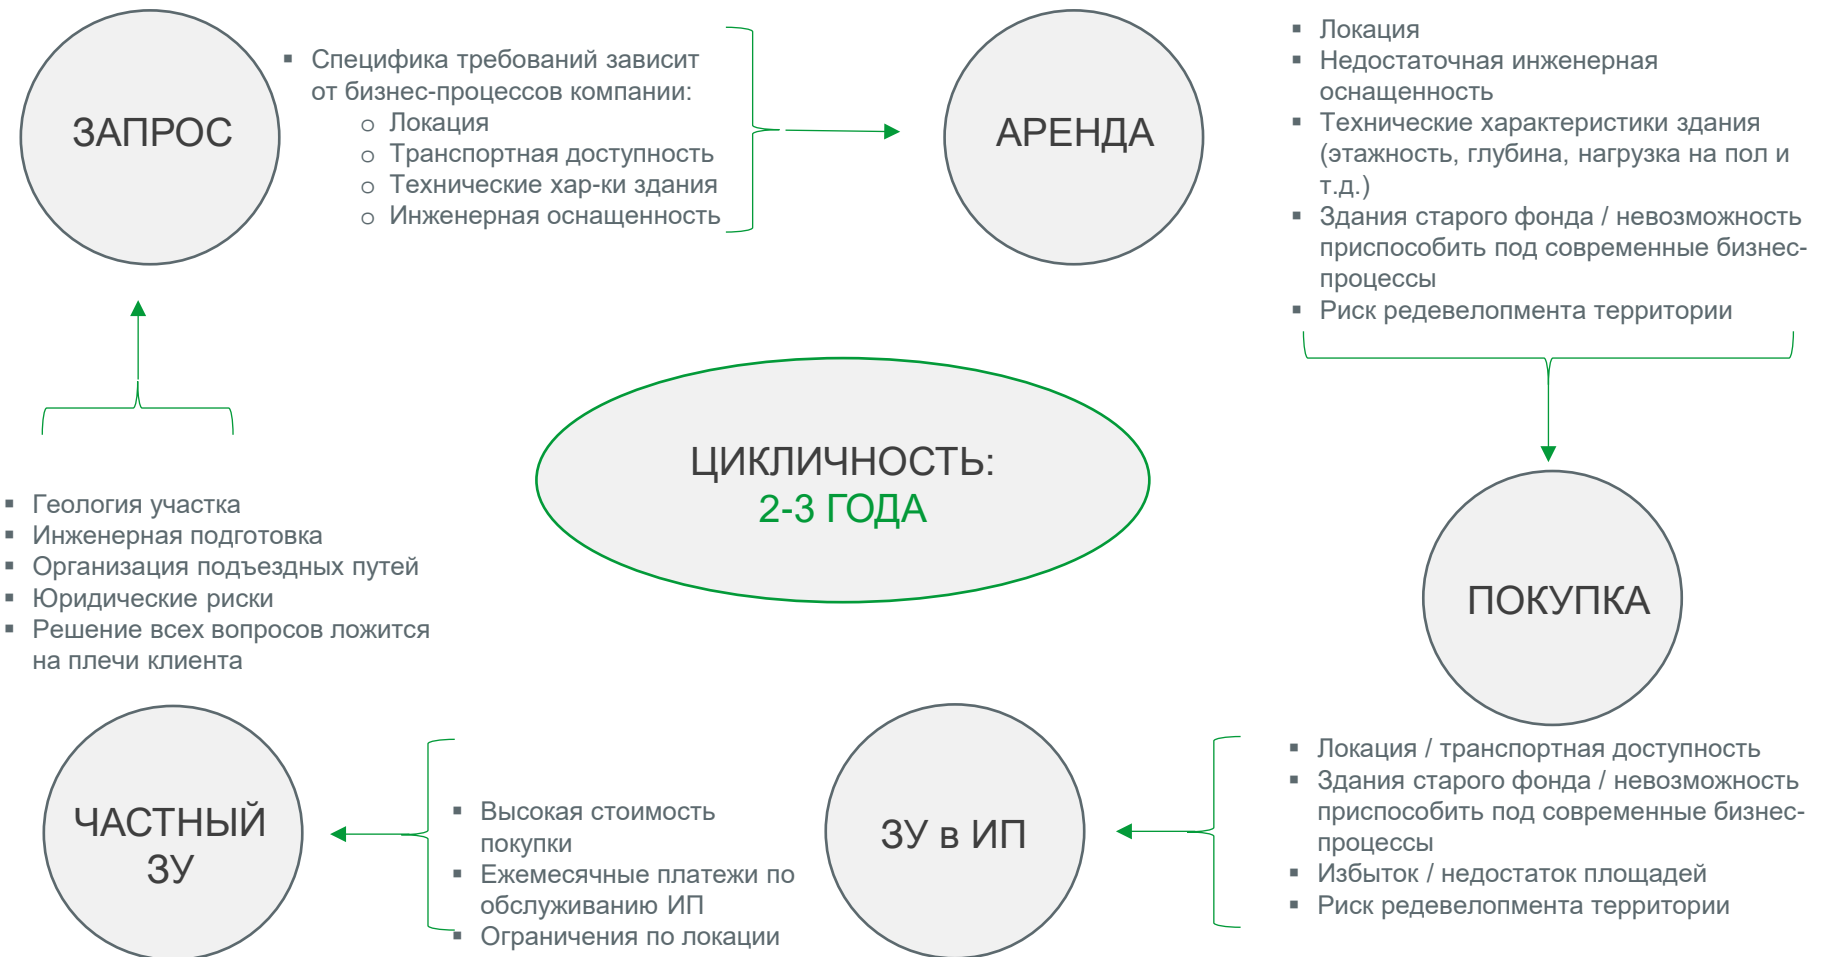 ЗАПРОС
▪ Специфика требований зависит
от бизнес-процессов компании:
o Локация
o Транспортная доступность
o Технические хар-ки здания
o Инженерная оснащенность
АРЕНДА
▪ Локация
▪ Недостаточная инженерная
оснащенность
▪ Технические характеристики здания
(этажность, глубина, нагрузка на пол и
т.д.)
▪ Здания старого фонда / невозможность
приспособить под современные бизнес-
процессы
▪ Риск редевелопмента территории
ЦИКЛИЧНОСТЬ:
2-3 ГОДА
ПОКУПКА
▪ Локация / транспортная доступность
▪ Здания старого фонда / невозможность
приспособить под современные бизнес-
процессы
▪ Избыток / недостаток площадей
▪ Риск редевелопмента территории
ЗУ в ИП
▪ Высокая стоимость
покупки
▪ Ежемесячные платежи по
обслуживанию ИП
▪ Ограничения по локации
ЧАСТНЫЙ
ЗУ
▪ Геология участка
▪ Инженерная подготовка
▪ Организация подъездных путей
▪ Юридические риски
▪ Решение всех вопросов ложится
на плечи клиента